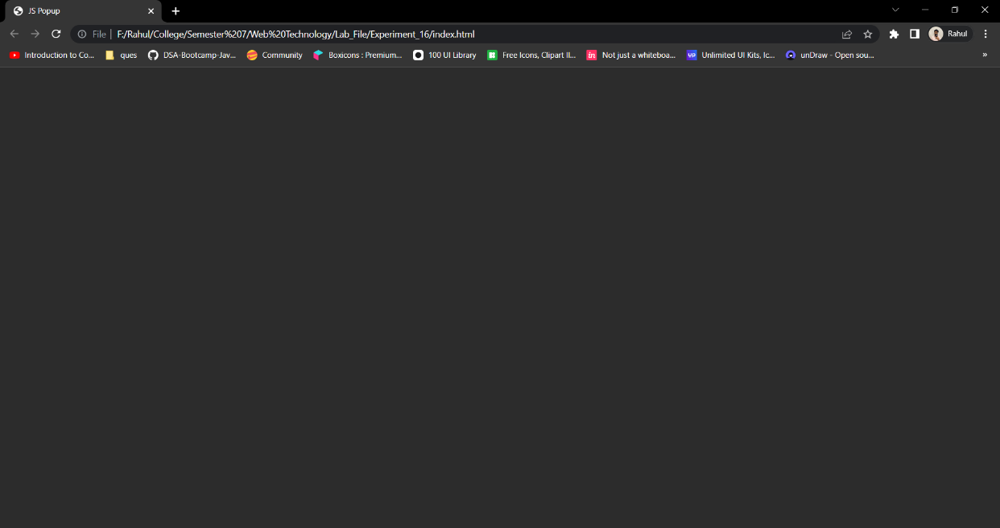 JS Popup
File | F:/Rahul/College/Semester%207/Web%20Technology/Lab_File/Experiment_16/index.html Rahul
Introduction to Co... ques DSA-Bootcamp-Jav... Community Boxicons : Premium... 100 UI Library Free Icons, Clipart Il... in Not just a whiteboa... UP Unlimited UI Kits, Ic... unDraw - Open sou... »